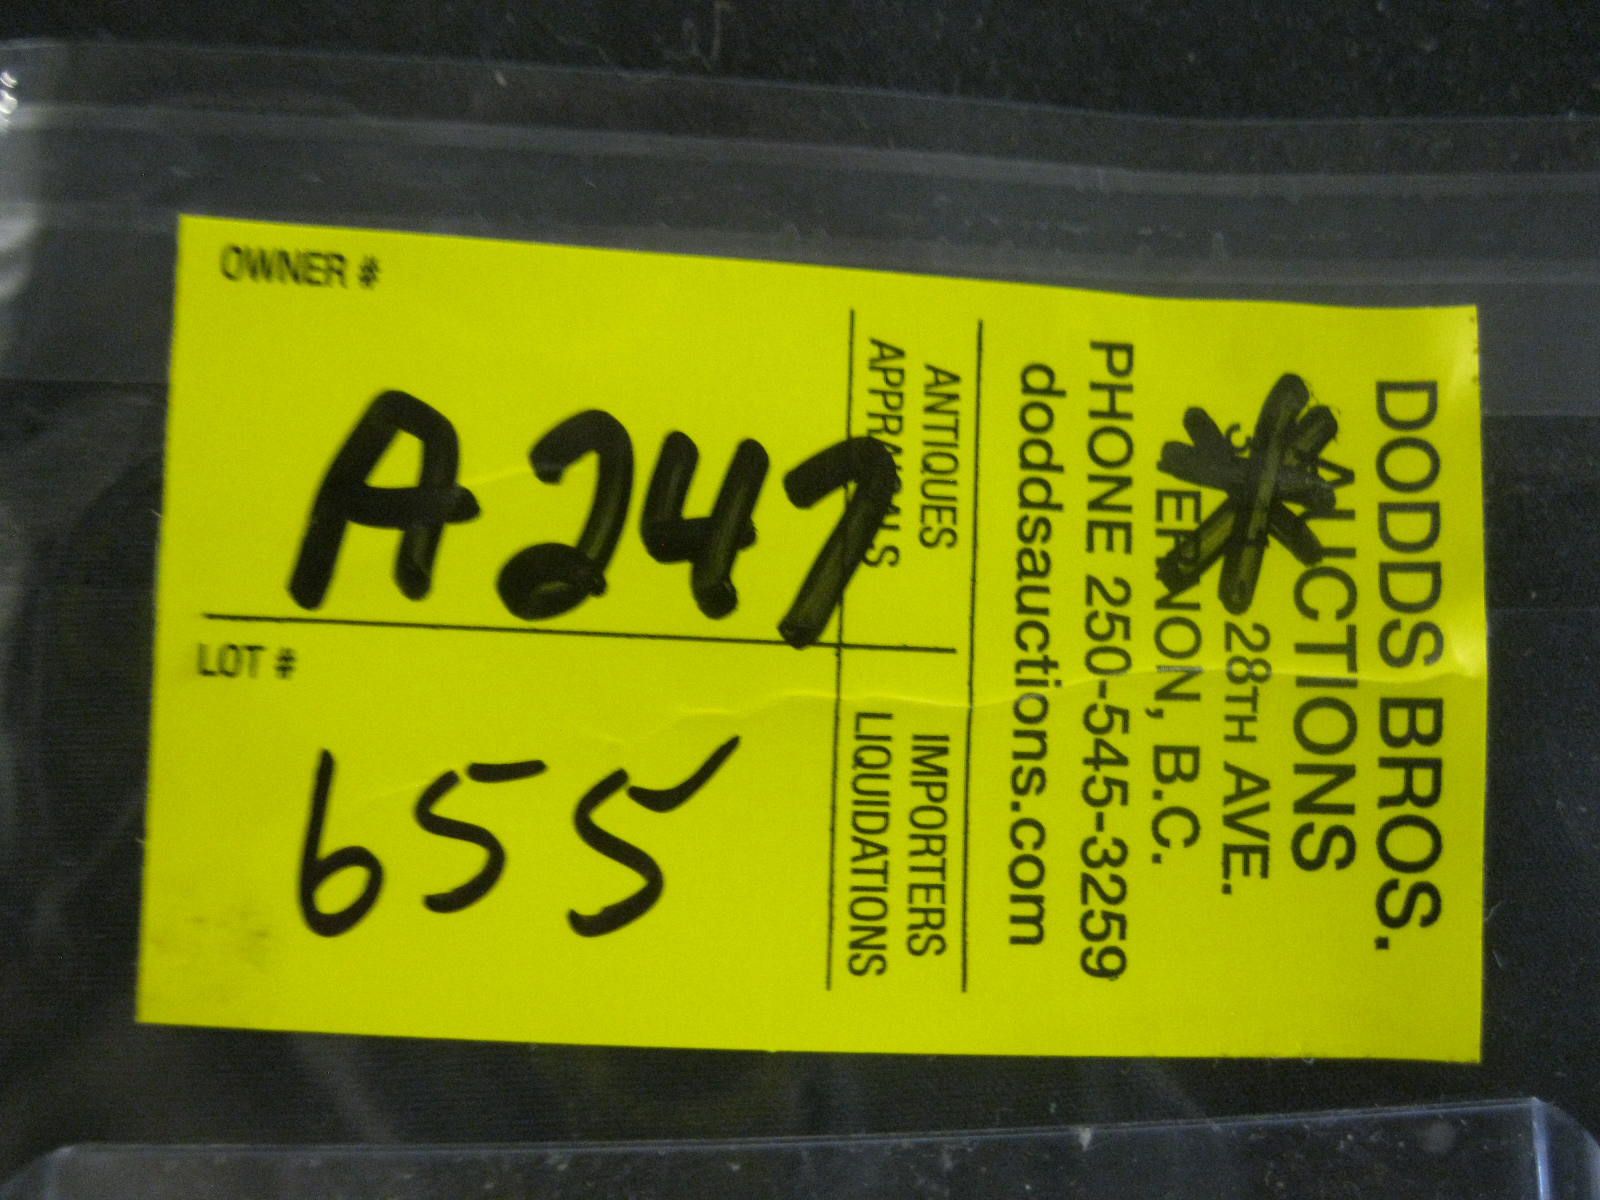 DODDS BROS.
AUCTIONS
28TH AVE.
VERNON, B.C.
PHONE 250-545-3259
doddsauctions.com
ANTIQUES
APPRAISALS
IMPORTERS
LIQUIDATIONS
OWNER #
A247
LOT #
655